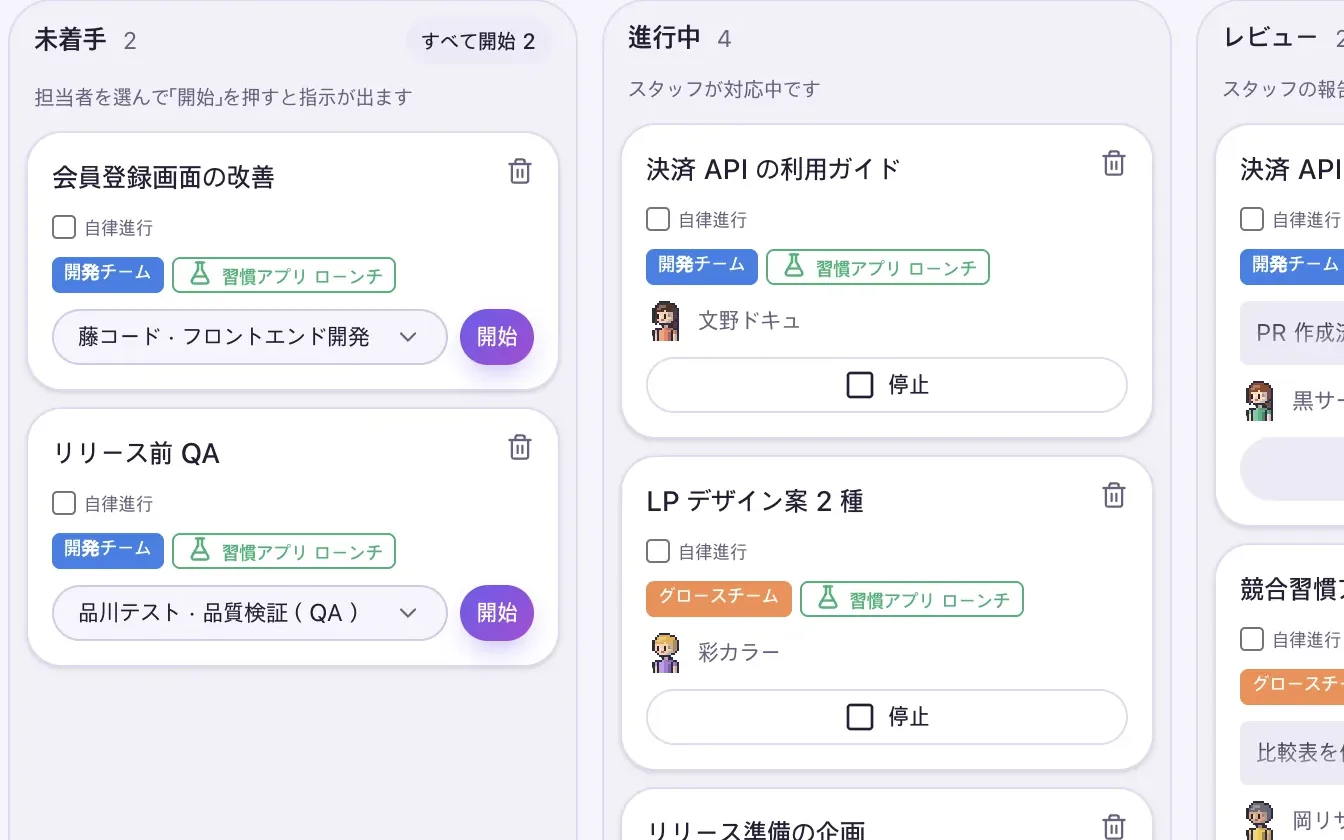 未着手 2 すべて開始 2
担当者を選んで「開始」を押すと指示が出ます
会員登録画面の改善
自律進行
開発チーム 習慣アプリ ローンチ
藤コード・フロントエンド開発 開始
リリース前 QA
自律進行
開発チーム 習慣アプリ ローンチ
品川テスト・品質検証 ( QA ) 開始
進行中 4
スタッフが対応中です
決済 API の利用ガイド
自律進行
開発チーム 習慣アプリ ローンチ
文野ドキュ
停止
LP デザイン案 2 種
自律進行
グロースチーム 習慣アプリ ローンチ
彩カラー
停止
リリース準備の企画
レビュー 2
スタッフの報告
決済 API
自律進行
開発チーム
PR 作成済
黒サー
競合習慣ア
自律進行
グロースチー
比較表を
岡リサ